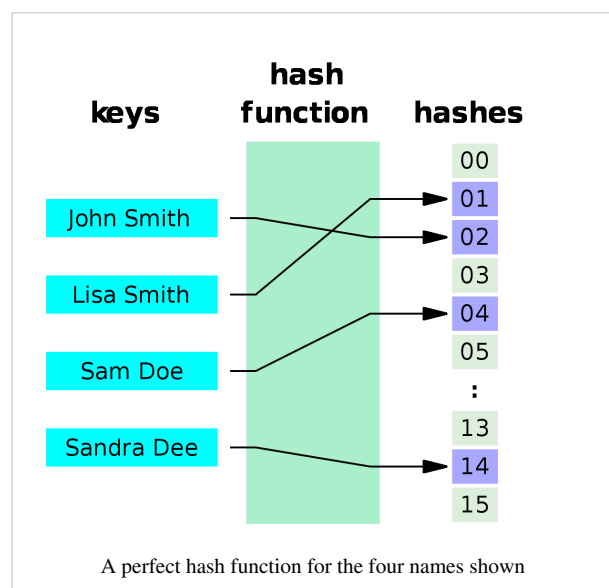 hash
keys function hashes
00
01
John Smith 02
03
Lisa Smith
04
Sam Doe 05
:
13
Sandra Dee 14
15
A perfect hash function for the four names shown